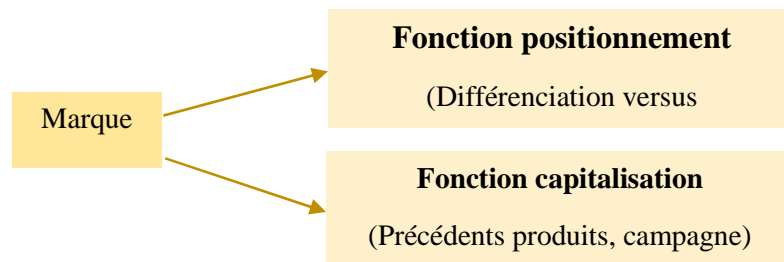 Fonction positionnement
(Différenciation versus
Marque
Fonction capitalisation
(Précédents produits, campagne)